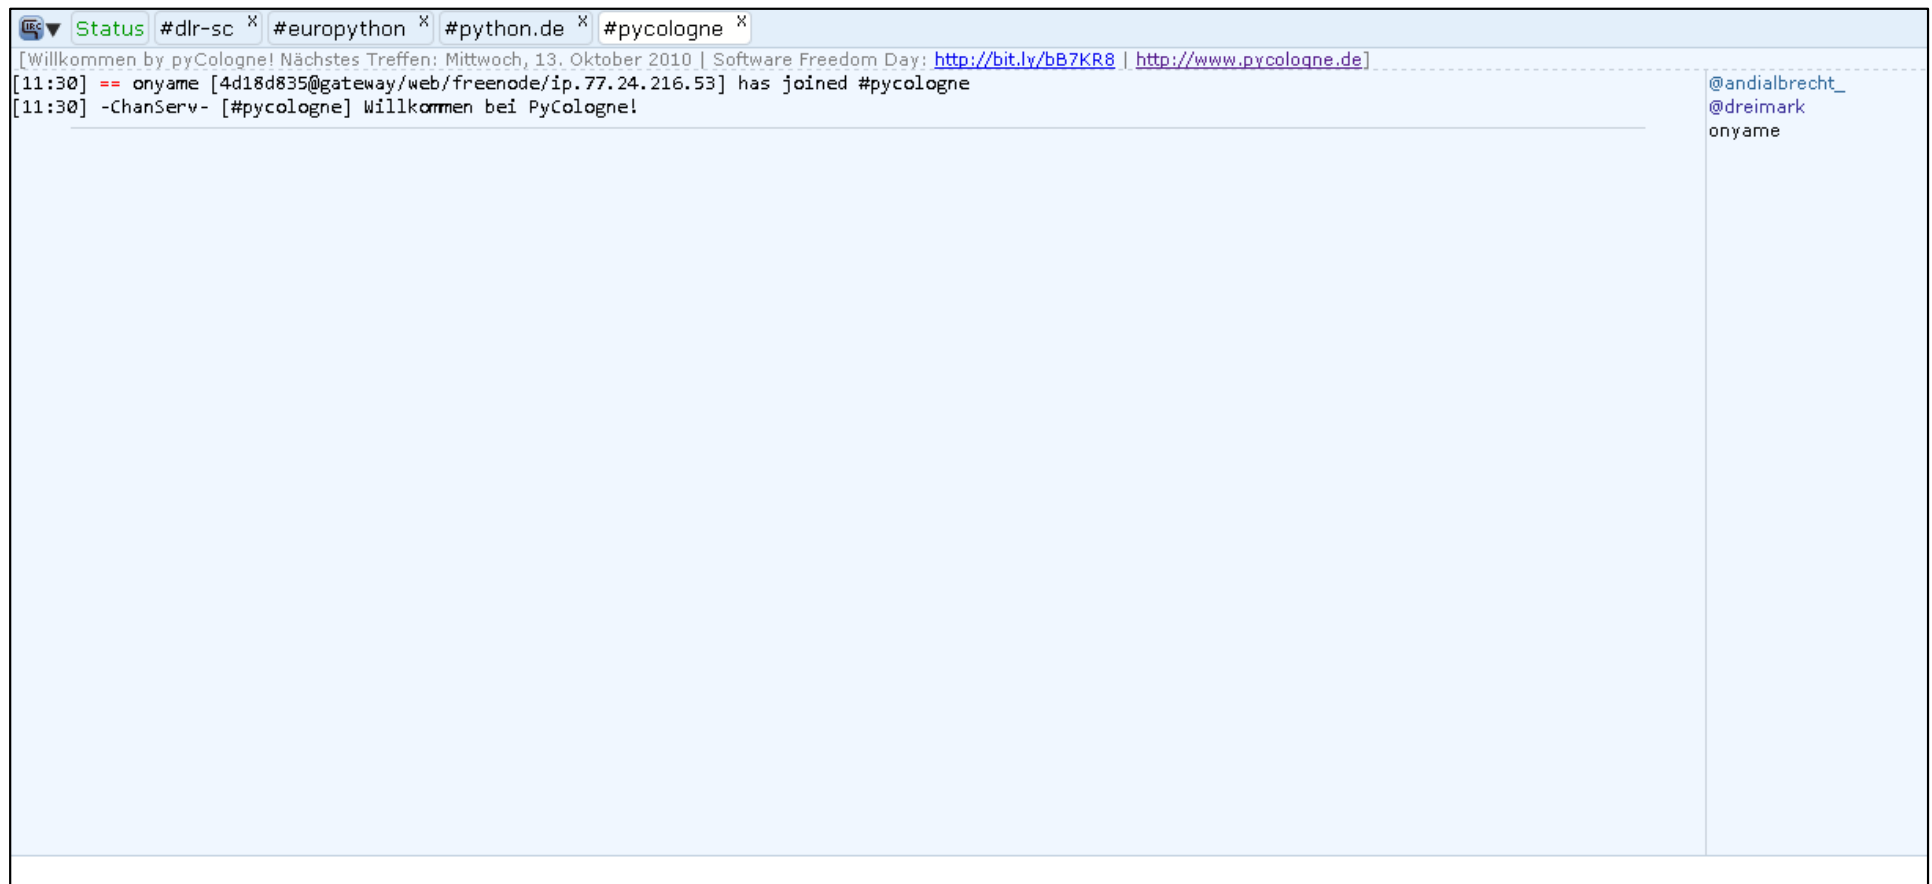 IRC Status #dlr-sc X #europython X #python.de X #pycologne X
[Willkommen by pyCologne! Nächstes Treffen: Mittwoch, 13. Oktober 2010 | Software Freedom Day: http://bit.ly/bB7KR8 | http://www.pycologne.de]
[11:30] == onyame [4d18d835@gateway/web/freenode/ip.77.24.216.53] has joined #pycologne
[11:30] -ChanServ- [#pycologne] Willkommen bei PyCologne!
@andialbrecht_
@dreimark
onyame